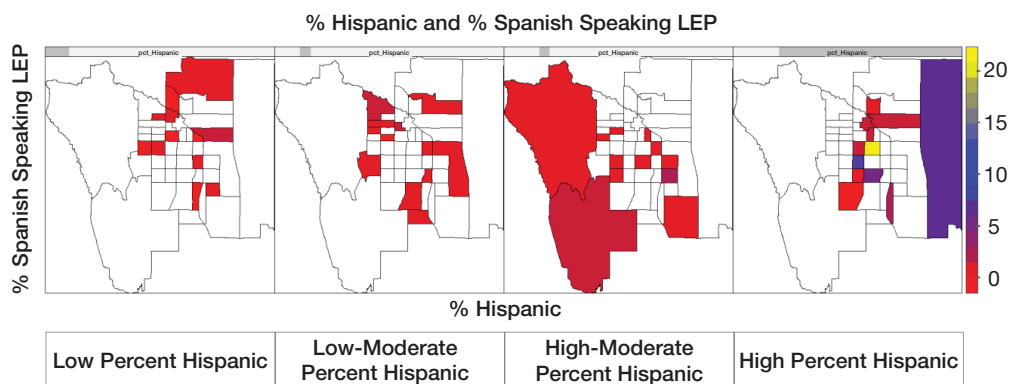 % Hispanic and % Spanish Speaking LEP
% Spanish Speaking LEP
pct_Hispanic
pct_Hispanic
pct_Hispanic
pct_Hispanic
20
15
10
5
0
% Hispanic
Low Percent Hispanic
Low-Moderate
Percent Hispanic
High-Moderate
Percent Hispanic
High Percent Hispanic